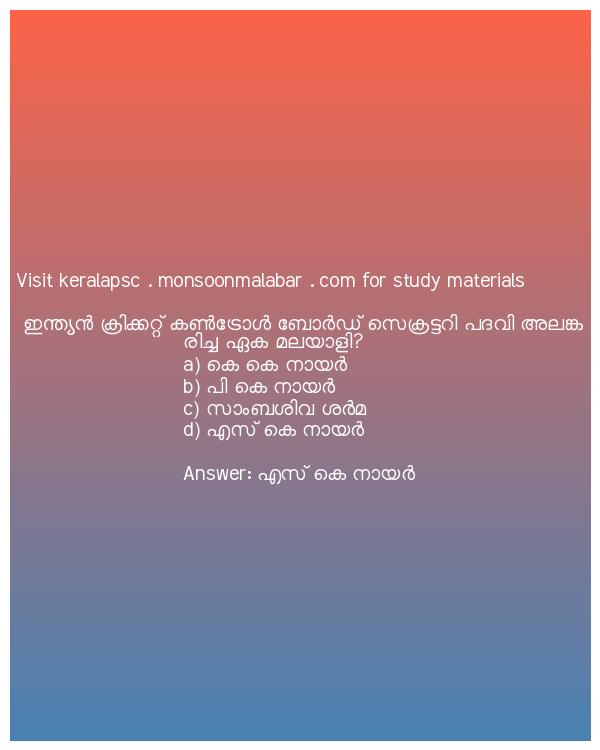 Visit keralapsc . monsoonmalabar . com for study materials
ഇന്ത്യൻ ക്രിക്കറ്റ് കൺട്രോൾ ബോർഡ് സെക്രട്ടറി പദവി അലങ്ക
രിച്ച ഏക മലയാളി?
a) കെ കെ നായർ
b) പി കെ നായർ
c) സാംബശിവ ശർമ
d) എസ് കെ നായർ
Answer: എസ് കെ നായർ